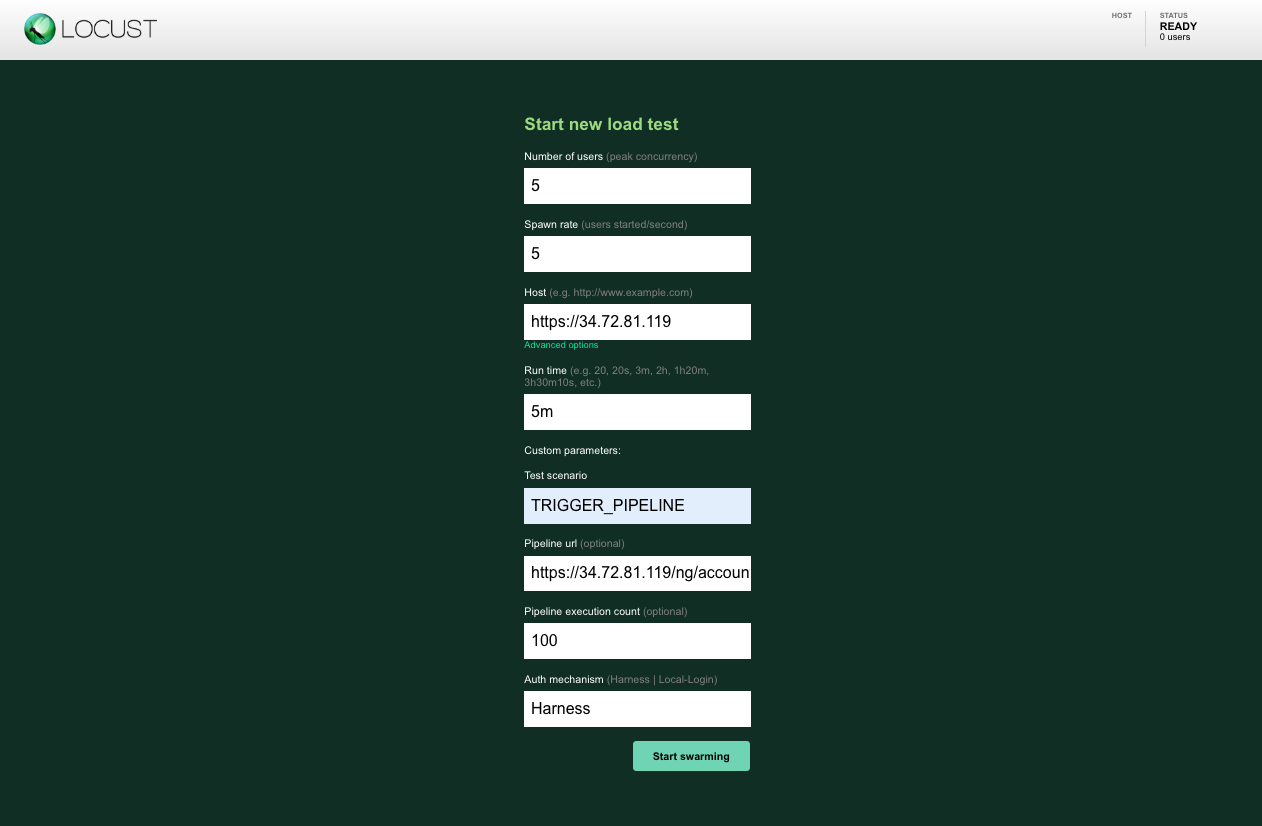 LOCUST
HOST
STATUS
READY
0 users
Start new load test
Number of users (peak concurrency)
5
Spawn rate (users started/second)
5
Host (e.g. http://www.example.com)
https://34.72.81.119
Advanced options
Run time (e.g. 20, 20s, 3m, 2h, 1h20m,
3h30m10s, etc.)
5m
Custom parameters:
Test scenario
TRIGGER_PIPELINE
Pipeline url (optional)
https://34.72.81.119/ng/accoun
Pipeline execution count (optional)
100
Auth mechanism (Harness | Local-Login)
Harness
Start swarming